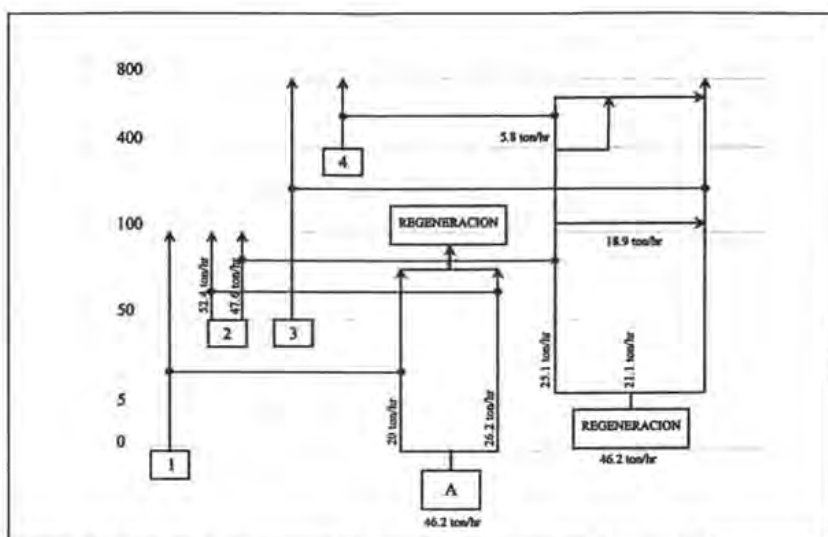 800
400
4
5.8 ton/hr
100
REGENERACION
18.9 ton/hr
52.4 ton/hr
47.6 ton/hr
50
2
3
25.1 ton/hr
21.1 ton/hr
5
20 ton/hr
26.2 ton/hr
REGENERACION
0
1
46.2 ton/hr
A
46.2 ton/hr